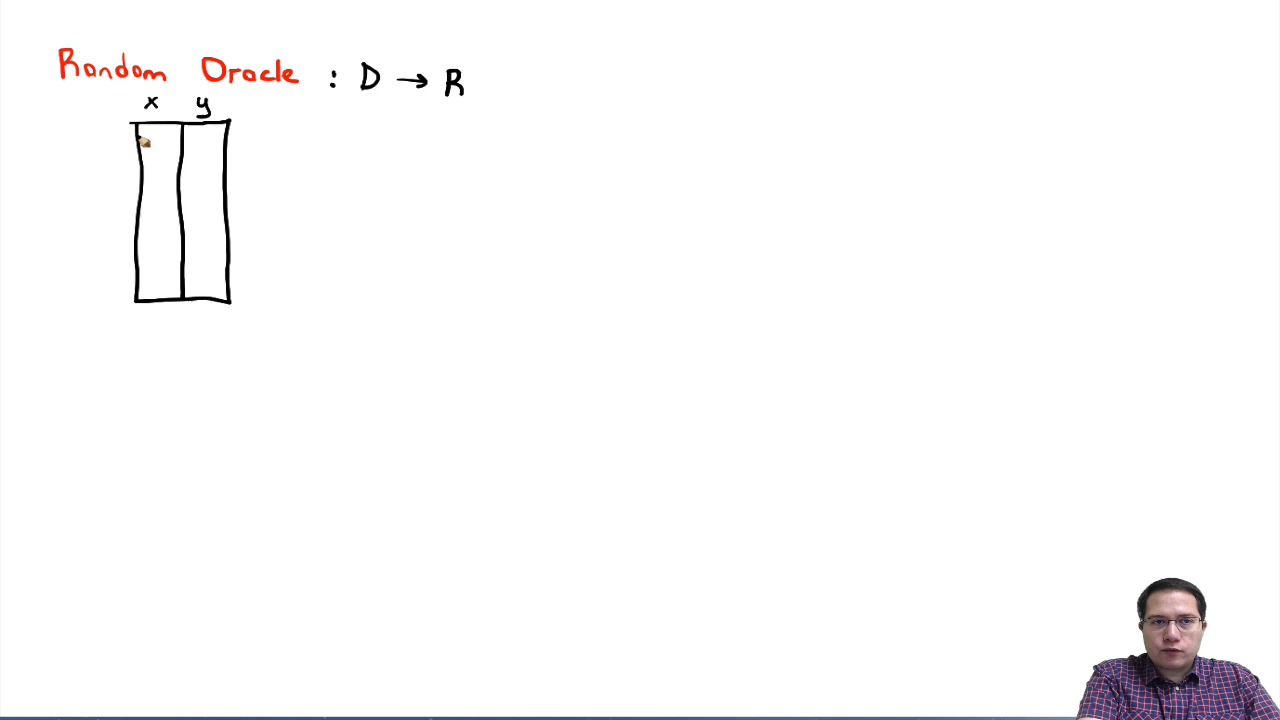 Random Oracle : D → R
x y